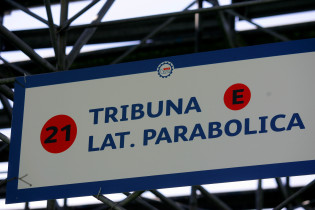 21 TRIBUNA E
LAT. PARABOLICA